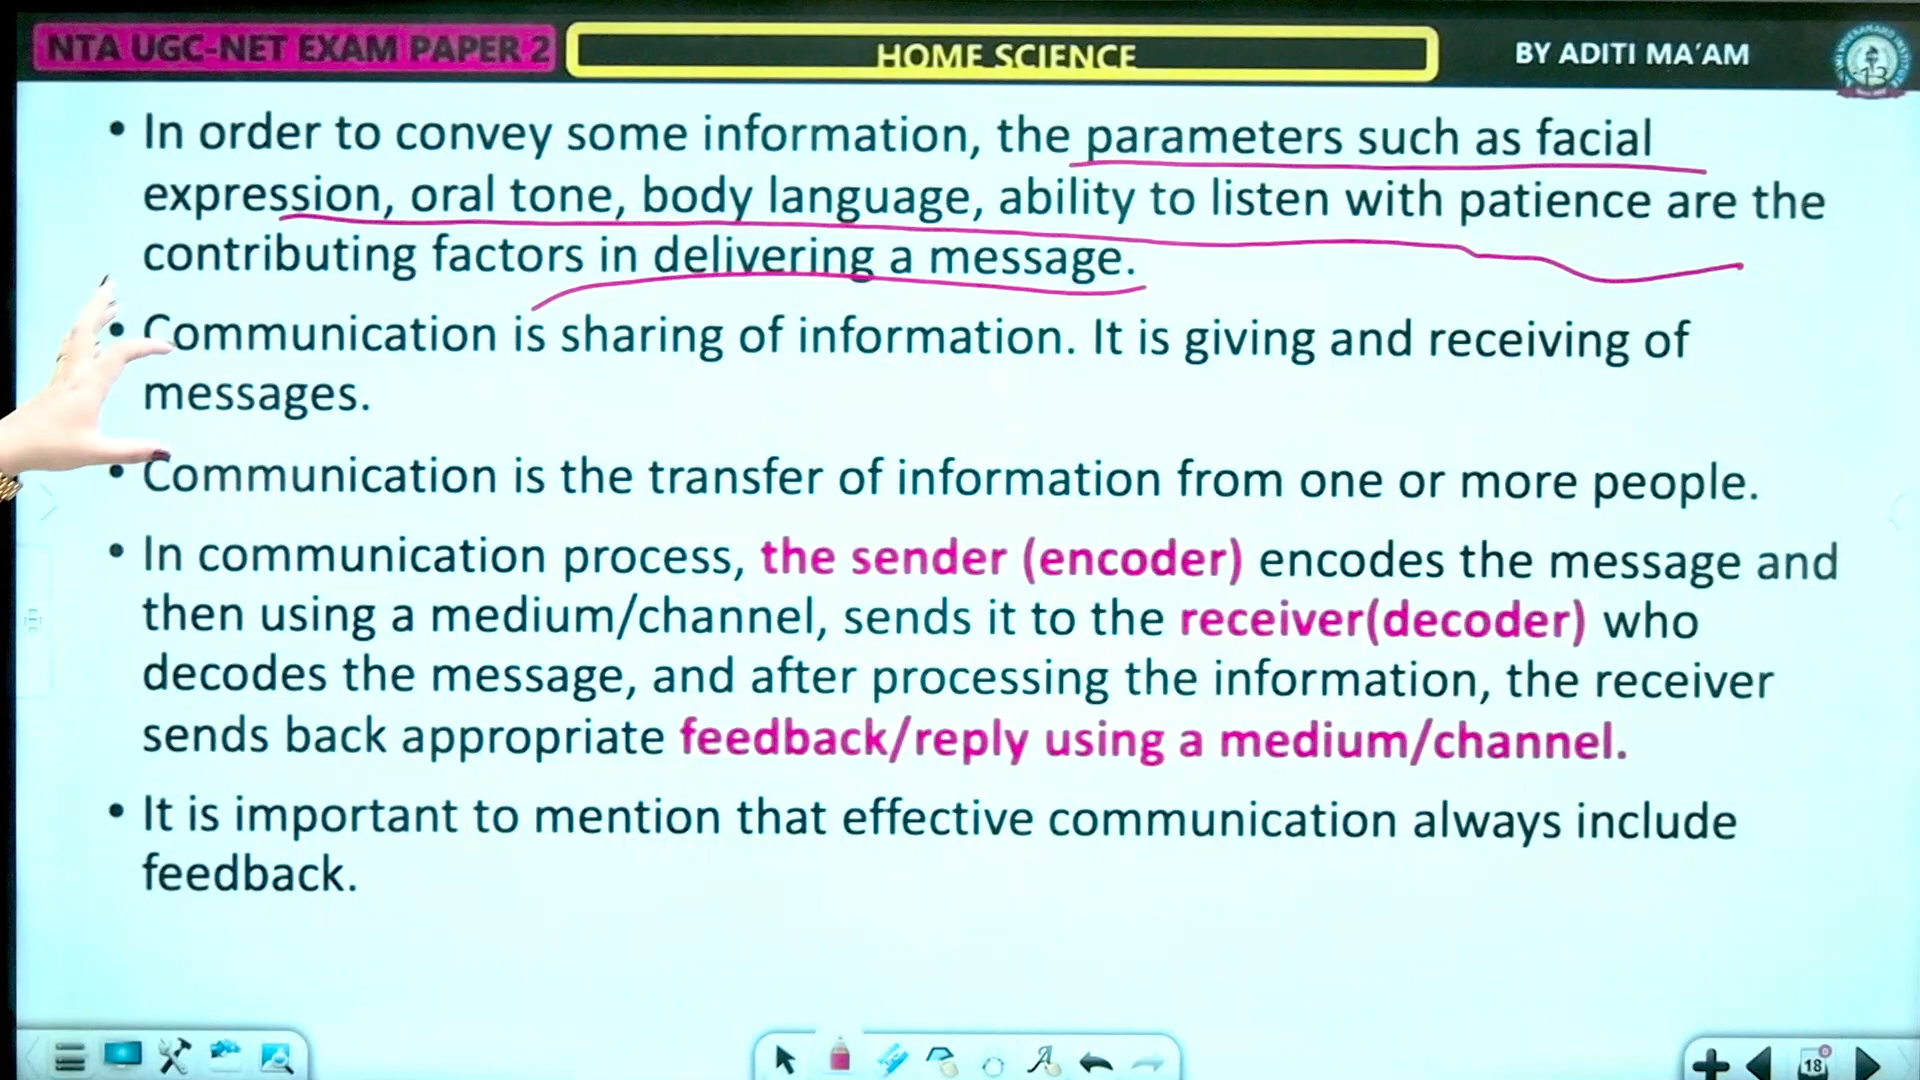 NTA UGC-NET EXAM PAPER 2
HOME SCIENCE
BY ADITI MA'AM
• In order to convey some information, the parameters such as facial
expression, oral tone, body language, ability to listen with patience are the
contributing factors in delivering a message.
• Communication is sharing of information. It is giving and receiving of
messages.
• Communication is the transfer of information from one or more people.
• In communication process, the sender (encoder) encodes the message and
then using a medium/channel, sends it to the receiver(decoder) who
decodes the message, and after processing the information, the receiver
sends back appropriate feedback/reply using a medium/channel.
• It is important to mention that effective communication always include
feedback.
18